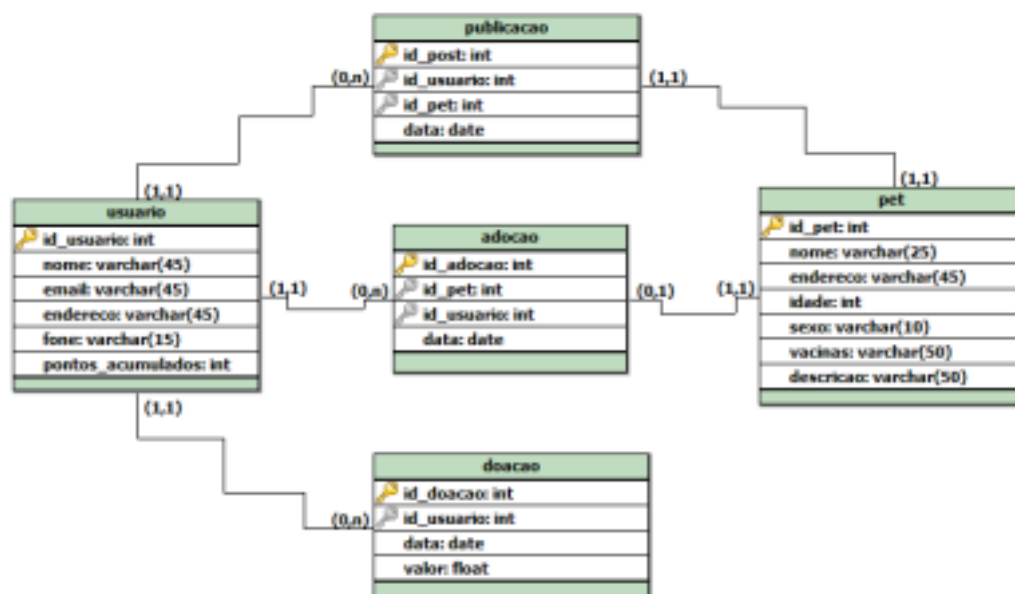 publicacao
id_post: int
id_usuario: int
id_pet: int
data: date
(0,n)
(1,1)
(1,1)
(1,1)
usuario
id_usuario: int
nome: varchar(45)
email: varchar(45)
endereco: varchar(45)
fone: varchar(15)
pontos_acumulados: int
(1,1)
(0,n)
adocao
id_adocao: int
id_pet: int
id_usuario: int
data: date
(0,1)
(1,1)
pet
id_pet: int
nome: varchar(25)
endereco: varchar(45)
idade: int
sexo: varchar(10)
vacinas: varchar(50)
descricao: varchar(50)
(1,1)
(0,n)
doacao
id_doacao: int
id_usuario: int
data: date
valor: float